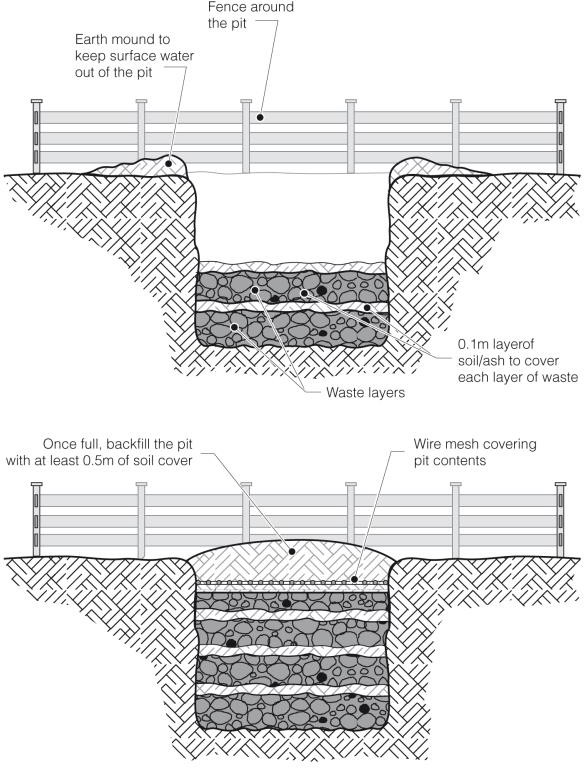 Fence around
the pit
Earth mound to
keep surface water
out of the pit
0.1m layerof
soil/ash to cover
each layer of waste
Waste layers
Once full, backfill the pit
with at least 0.5m of soil cover
Wire mesh covering
pit contents